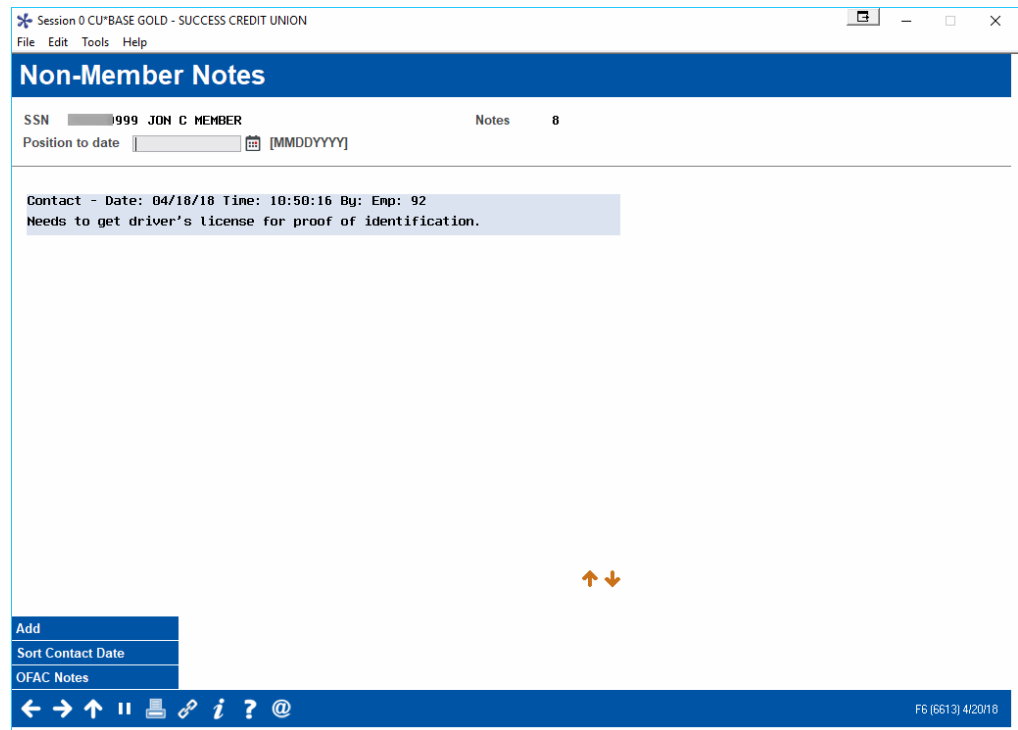 Session 0 CU*BASE GOLD - SUCCESS CREDIT UNION
File Edit Tools Help
Non-Member Notes
SSN 999 JON C MEMBER Notes 8
Position to date [MMDDYYYY]
Contact - Date: 04/18/18 Time: 10:50:16 By: Emp: 92
Needs to get driver's license for proof of identification.
Add
Sort Contact Date
OFAC Notes
F6 (6613) 4/20/18